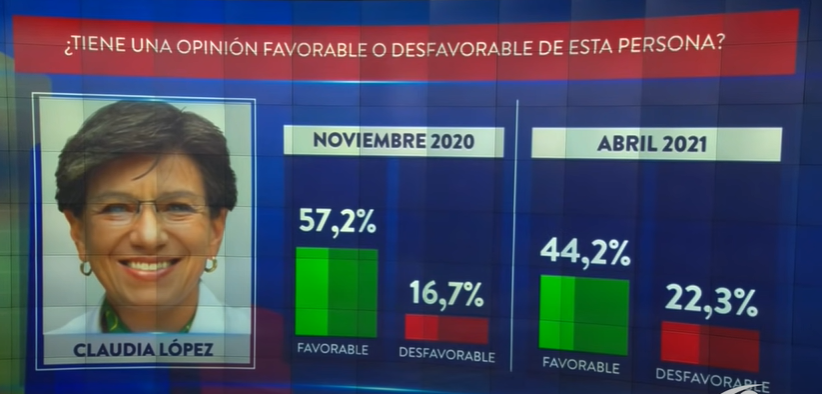 ¿TIENE UNA OPINIÓN FAVORABLE O DESFAVORABLE DE ESTA PERSONA?
CLAUDIA LÓPEZ
NOVIEMBRE 2020
57,2%
FAVORABLE
16,7%
DESFAVORABLE
ABRIL 2021
44,2%
FAVORABLE
22,3%
DESFAVORABLE